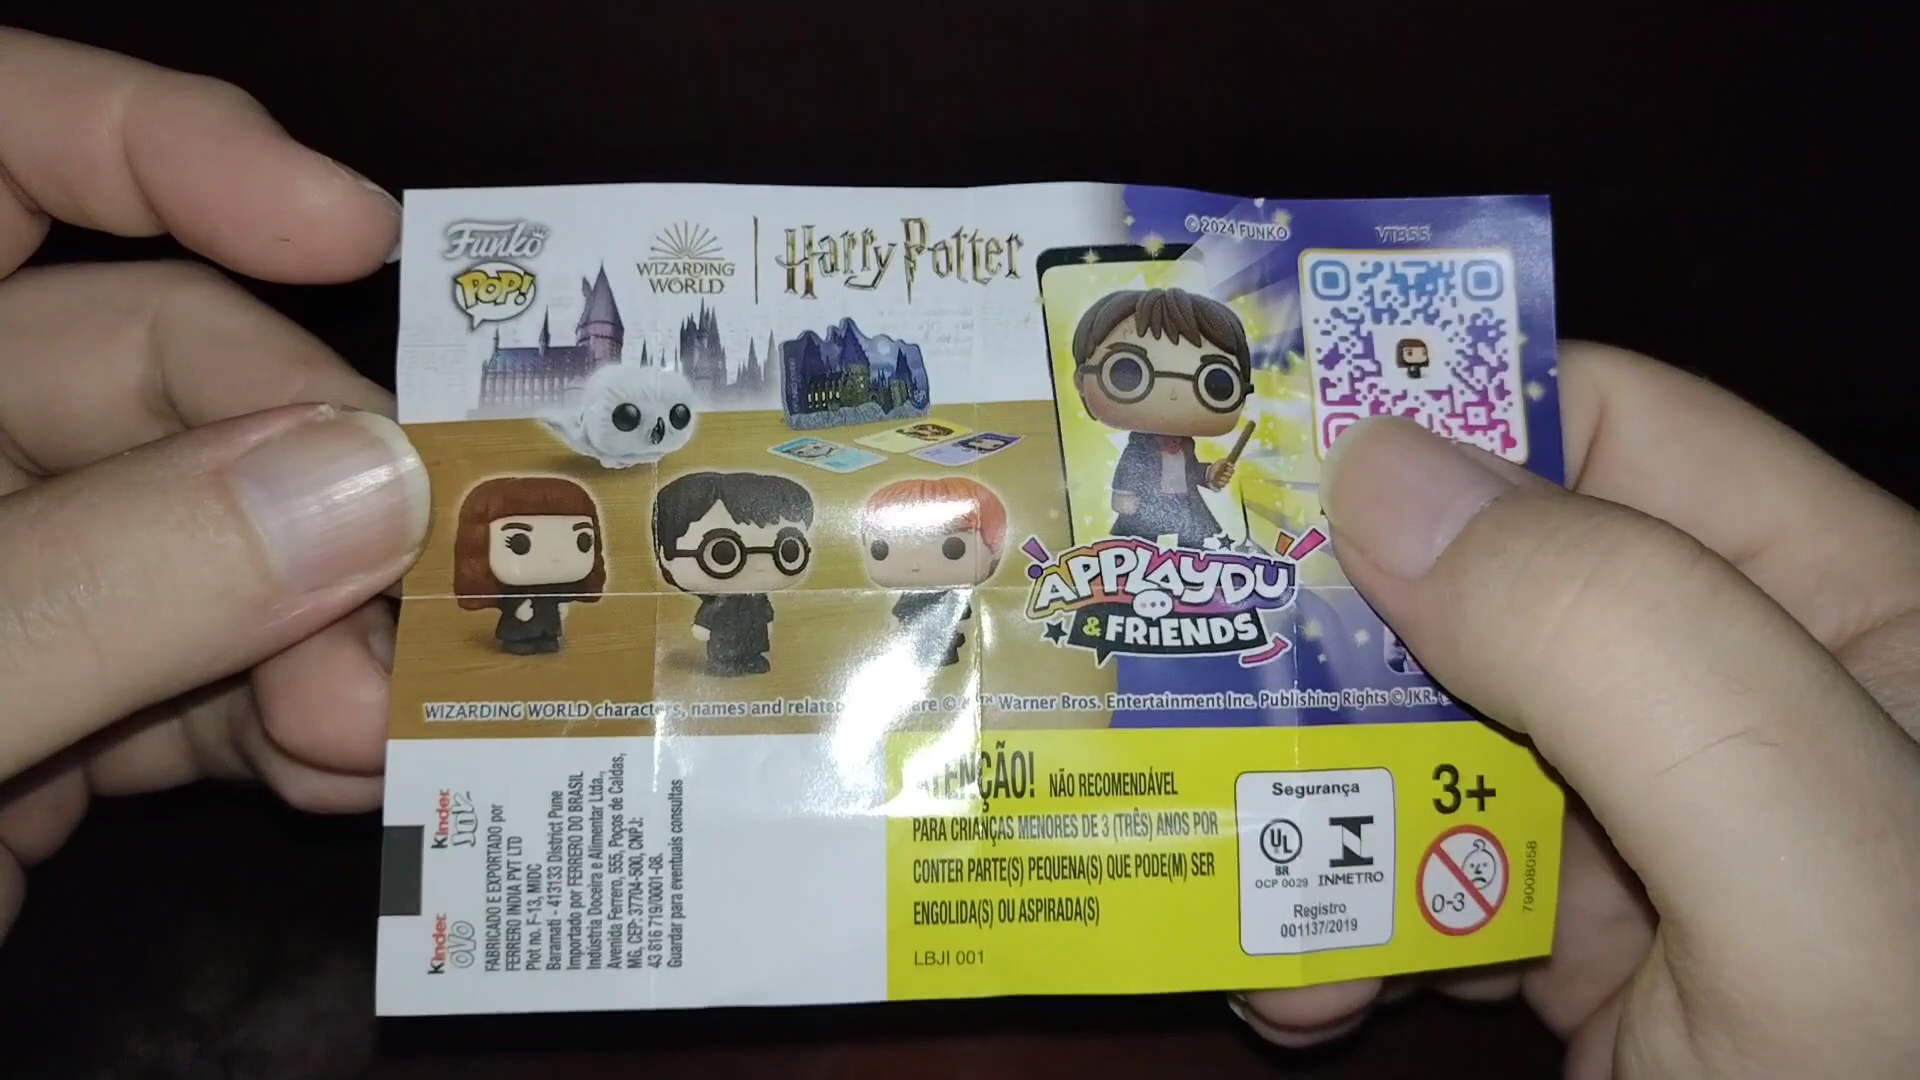 Funko
POP!
WIZARDING
WORLD
Harry Potter
© 2024 FUNKO
VT355
APPLAYDU
& FRIENDS
WIZARDING WORLD characters, names and related are © & ™ Warner Bros. Entertainment Inc. Publishing Rights © JKR.
Kinder
JOY
Kinder
OVO
FABRICADO E EXPORTADO por
FERRERO INDIA PVT LTD
Plot no. F-13, MIDC
Baramati - 413133 District Pune
Importado por FERRERO DO BRASIL
Indústria Doceira e Alimentar Ltda.,
Avenida Ferrero, 555, Poços de Caldas,
MG, CEP: 37704-500, CNPJ:
43 816 719/0001-08.
Guardar para eventuais consultas
ATENÇÃO! NÃO RECOMENDÁVEL
PARA CRIANÇAS MENORES DE 3 (TRÊS) ANOS POR
CONTER PARTE(S) PEQUENA(S) QUE PODE(M) SER
ENGOLIDA(S) OU ASPIRADA(S)
LBJI 001
Segurança
UL
BR
OCP 0029
INMETRO
Registro
001137/2019
3+
0-3
79008058